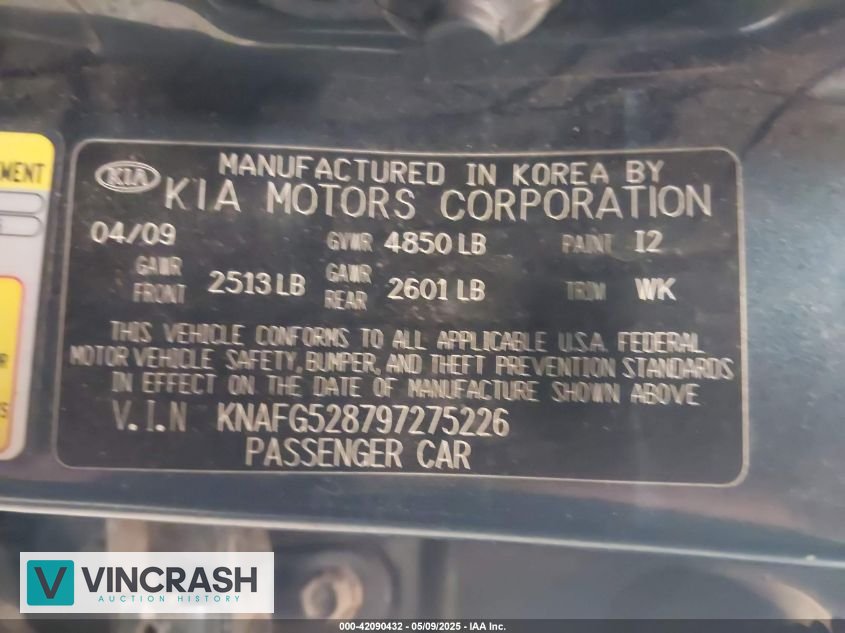 EMENT
KIA
MANUFACTURED IN KOREA BY
KIA MOTORS CORPORATION
04/09 GVWR 4850 LB PAINT I2
GAWR FRONT 2513 LB GAWR REAR 2601 LB TRIM WK
THIS VEHICLE CONFORMS TO ALL APPLICABLE U.S.A. FEDERAL
MOTOR VEHICLE SAFETY, BUMPER, AND THEFT PREVENTION STANDARDS
IN EFFECT ON THE DATE OF MANUFACTURE SHOWN ABOVE
V.I.N KNAFG528797275226
PASSENGER CAR
V VINCRASH
AUCTION HISTORY
000-42090432 - 05/09/2025 - IAA Inc.